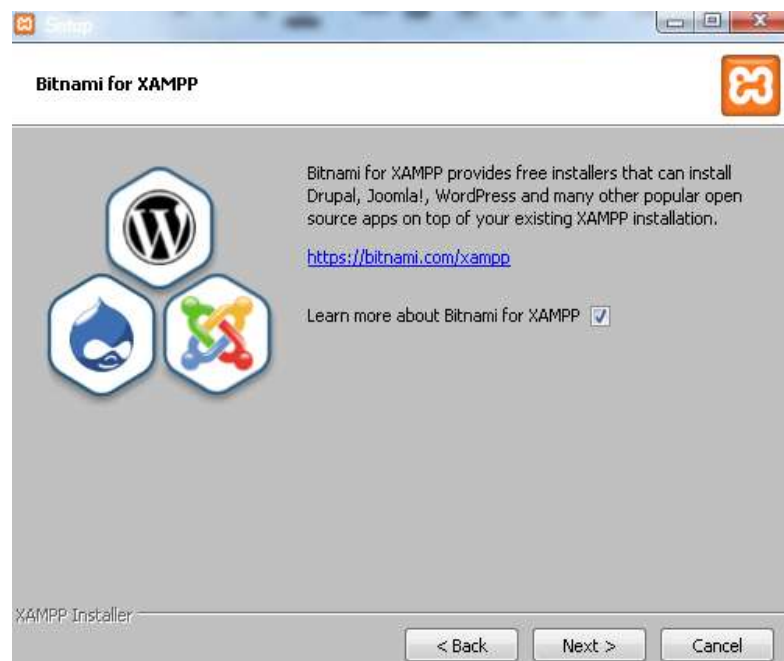 Setup
Bitnami for XAMPP
Bitnami for XAMPP provides free installers that can install
Drupal, Joomla!, WordPress and many other popular open
source apps on top of your existing XAMPP installation.
https://bitnami.com/xampp
Learn more about Bitnami for XAMPP
XAMPP Installer
< Back
Next >
Cancel